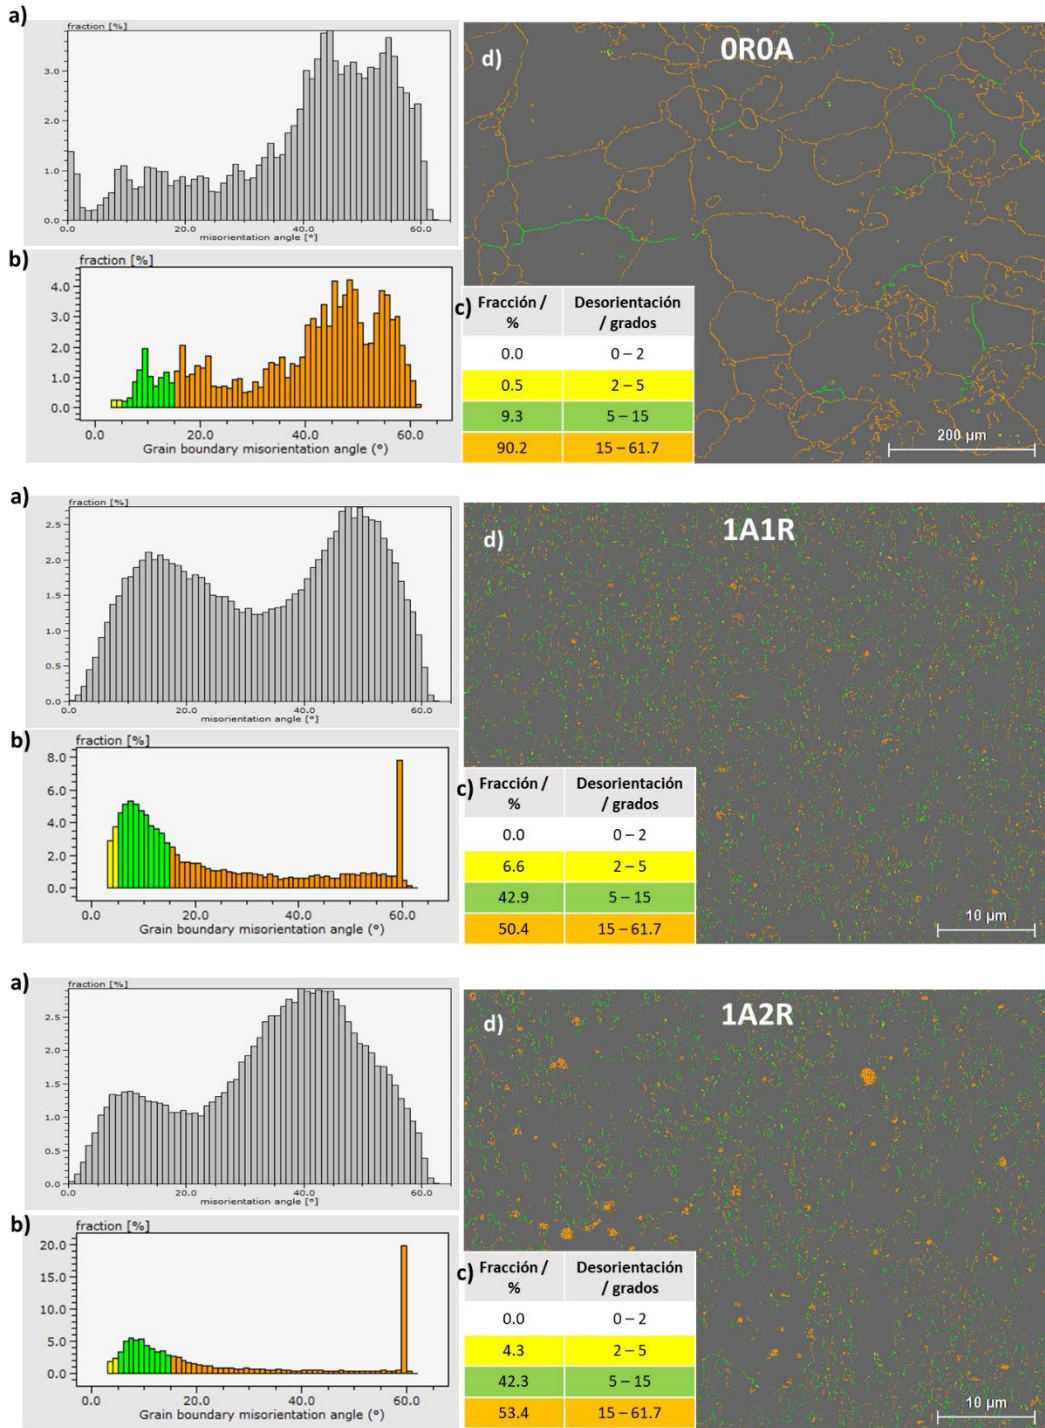 a)
fraction [%]
3.0
2.0
1.0
0.0
0.0
20.0
40.0
60.0
misorientation angle [°]
b)
fraction [%]
4.0
3.0
2.0
1.0
0.0
0.0
20.0
40.0
60.0
Grain boundary misorientation angle (°)
c)
Fracción / % Desorientación / grados
0.0 0 – 2
0.5 2 – 5
9.3 5 – 15
90.2 15 – 61.7
d)
0R0A
200 µm
a)
fraction [%]
2.5
2.0
1.5
1.0
0.5
0.0
0.0
20.0
40.0
60.0
misorientation angle [°]
b)
fraction [%]
8.0
6.0
4.0
2.0
0.0
0.0
20.0
40.0
60.0
Grain boundary misorientation angle (°)
c)
Fracción / % Desorientación / grados
0.0 0 – 2
6.6 2 – 5
42.9 5 – 15
50.4 15 – 61.7
d)
1A1R
10 µm
a)
fraction [%]
2.5
2.0
1.5
1.0
0.5
0.0
0.0
20.0
40.0
60.0
misorientation angle [°]
b)
fraction [%]
20.0
15.0
10.0
5.0
0.0
0.0
20.0
40.0
60.0
Grain boundary misorientation angle (°)
c)
Fracción / % Desorientación / grados
0.0 0 – 2
4.3 2 – 5
42.3 5 – 15
53.4 15 – 61.7
d)
1A2R
10 µm